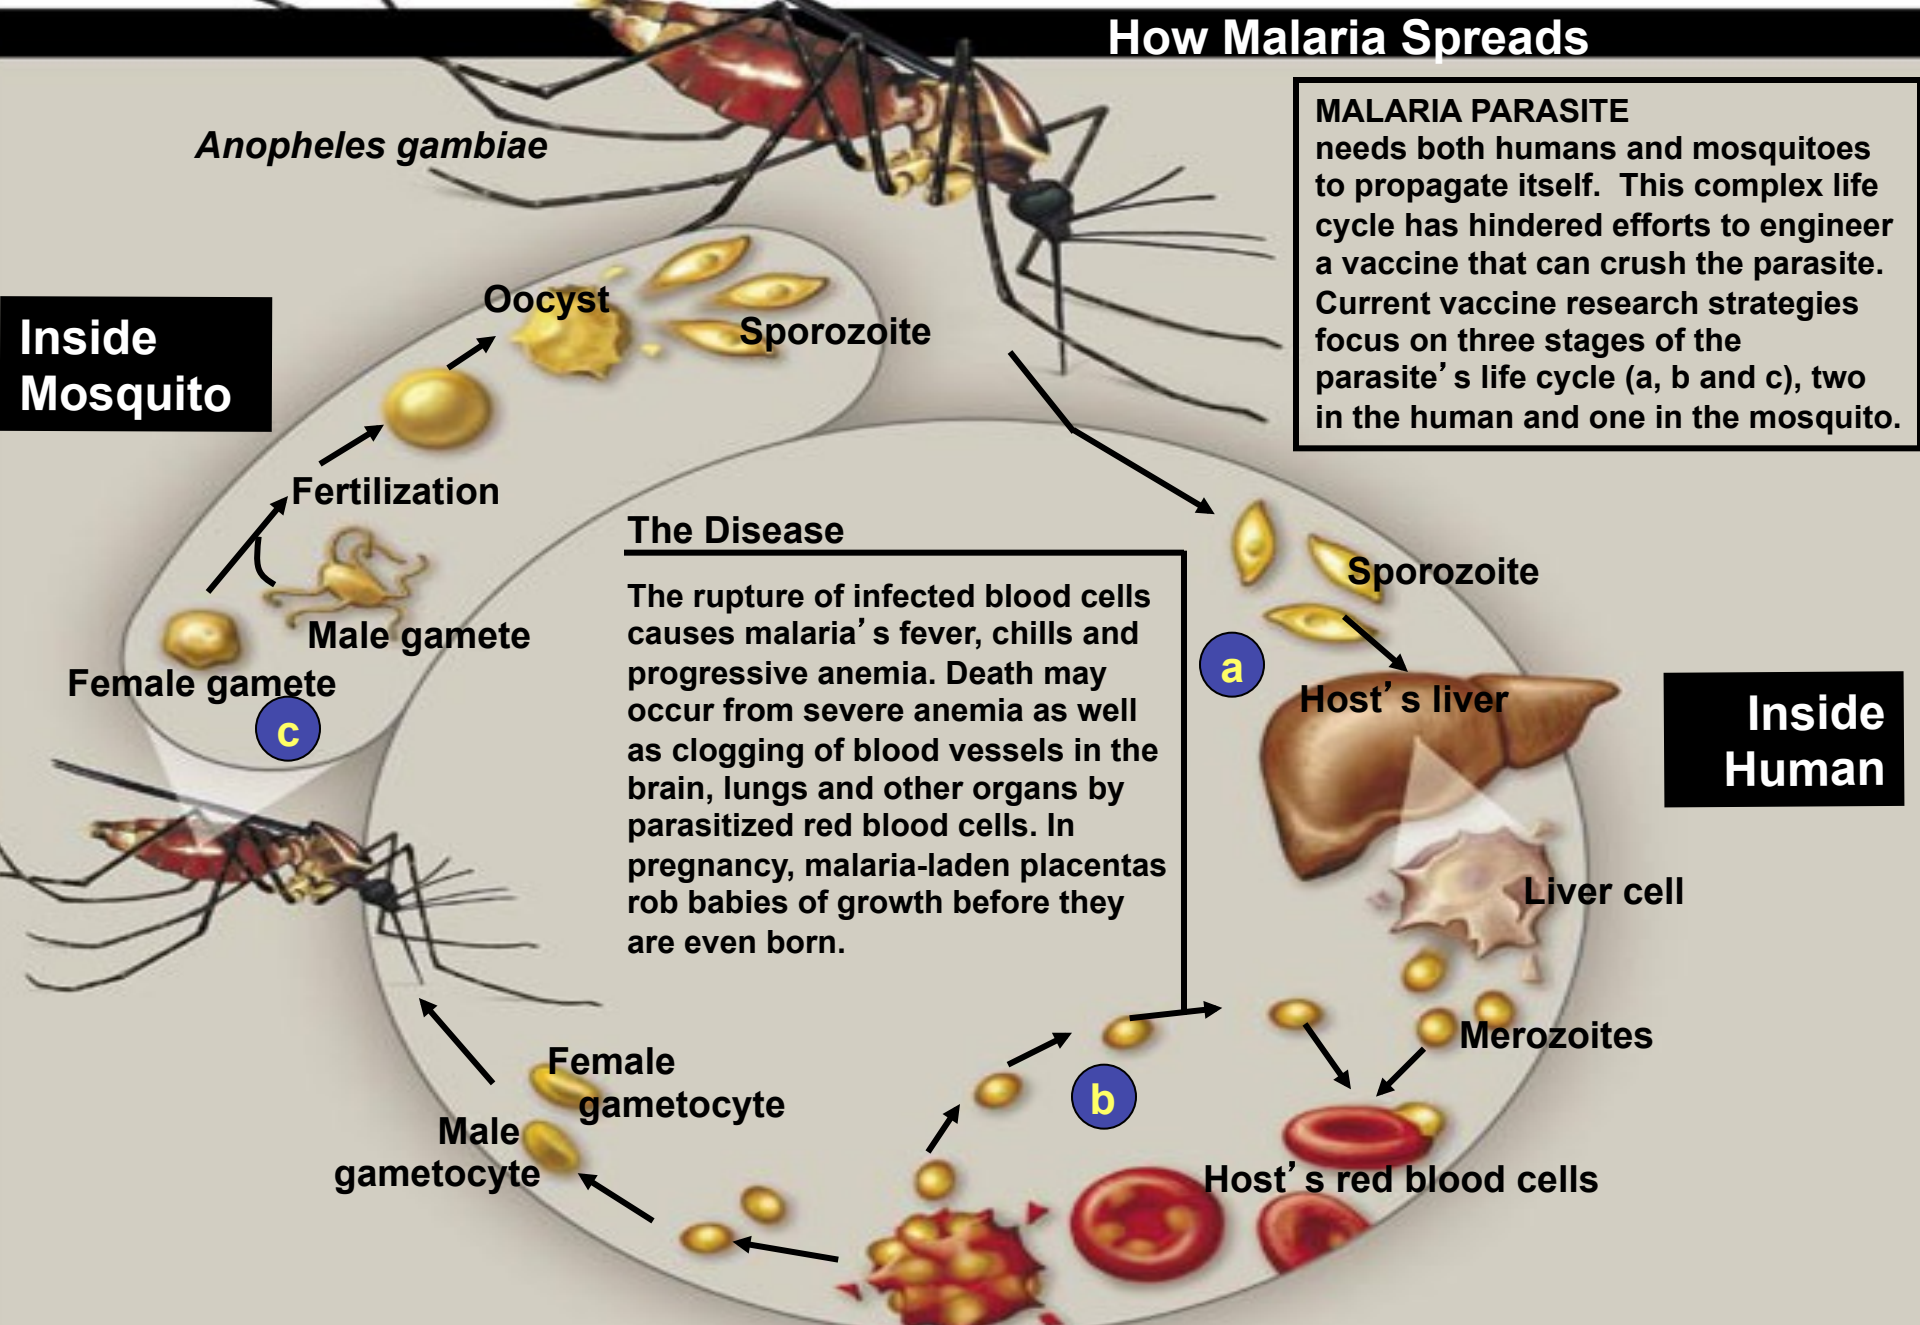 How Malaria Spreads
Anopheles gambiae
MALARIA PARASITE
needs both humans and mosquitoes
to propagate itself.  This complex life
cycle has hindered efforts to engineer
a vaccine that can crush the parasite.
Current vaccine research strategies
focus on three stages of the
parasite’s life cycle (a, b and c), two
in the human and one in the mosquito.
Inside
Mosquito
Oocyst
Sporozoite
Fertilization
Male gamete
Female gamete
c
The Disease
The rupture of infected blood cells
causes malaria’s fever, chills and
progressive anemia. Death may
occur from severe anemia as well
as clogging of blood vessels in the
brain, lungs and other organs by
parasitized red blood cells. In
pregnancy, malaria-laden placentas
rob babies of growth before they
are even born.
Sporozoite
a
Host’s liver
Inside
Human
Liver cell
Merozoites
b
Host’s red blood cells
Female
gametocyte
Male
gametocyte